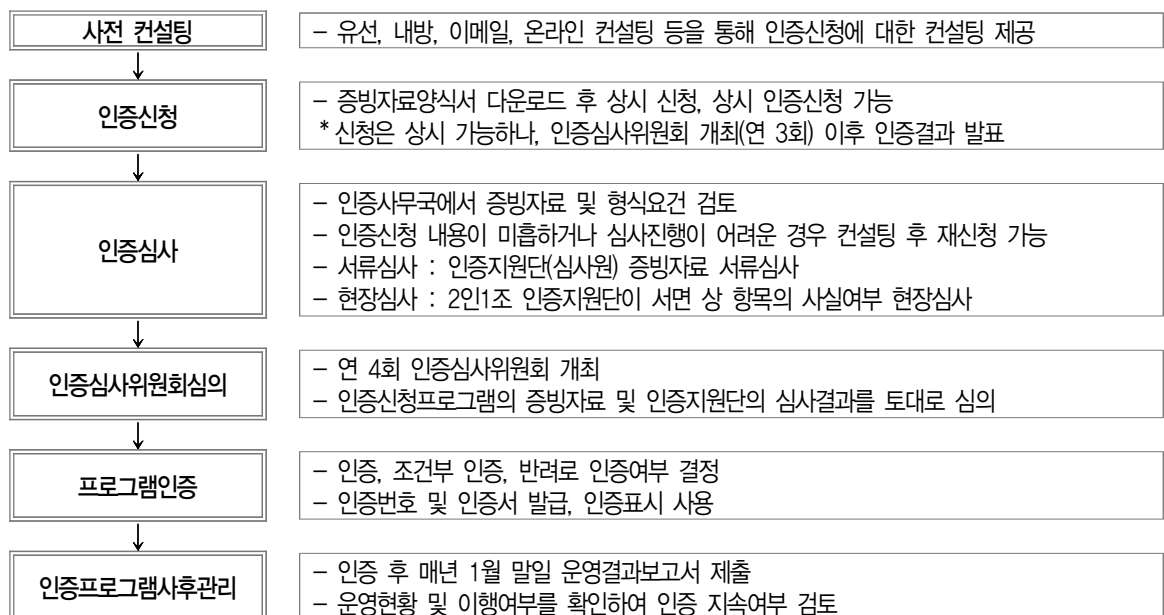 사전 컨설팅
– 유선, 내방, 이메일, 온라인 컨설팅 등을 통해 인증신청에 대한 컨설팅 제공
인증신청
– 증빙자료양식서 다운로드 후 상시 신청, 상시 인증신청 가능
* 신청은 상시 가능하나, 인증심사위원회 개최(연 3회) 이후 인증결과 발표
인증심사
– 인증사무국에서 증빙자료 및 형식요건 검토
– 인증신청 내용이 미흡하거나 심사진행이 어려운 경우 컨설팅 후 재신청 가능
– 서류심사 : 인증지원단(심사원) 증빙자료 서류심사
– 현장심사 : 2인1조 인증지원단이 서면 상 항목의 사실여부 현장심사
인증심사위원회심의
– 연 4회 인증심사위원회 개최
– 인증신청프로그램의 증빙자료 및 인증지원단의 심사결과를 토대로 심의
프로그램인증
– 인증, 조건부 인증, 반려로 인증여부 결정
– 인증번호 및 인증서 발급, 인증표시 사용
인증프로그램사후관리
– 인증 후 매년 1월 말일 운영결과보고서 제출
– 운영현황 및 이행여부를 확인하여 인증 지속여부 검토